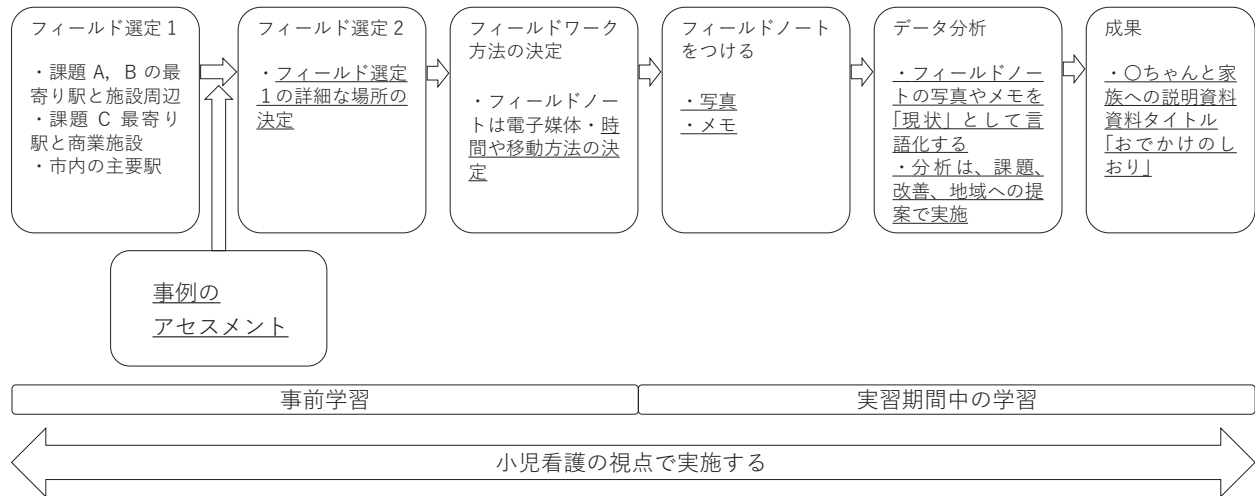 フィールド選定 1
・課題 A，B の最
寄り駅と施設周辺
・課題 C 最寄り
駅と商業施設
・市内の主要駅
フィールド選定 2
・フィールド選定
１の詳細な場所の
決定
フィールドワーク
方法の決定
・フィールドノー
トは電子媒体・時
間や移動方法の決
定
フィールドノート
をつける
・写真
・メモ
データ分析
・フィールドノー
トの写真やメモを
「現状」として言
語化する
・分析は、課題、
改善、地域への提
案で実施
成果
・〇ちゃんと家
族への説明資料
資料タイトル
「おでかけのし
おり」
事例の
アセスメント
事前学習
実習期間中の学習
小児看護の視点で実施する